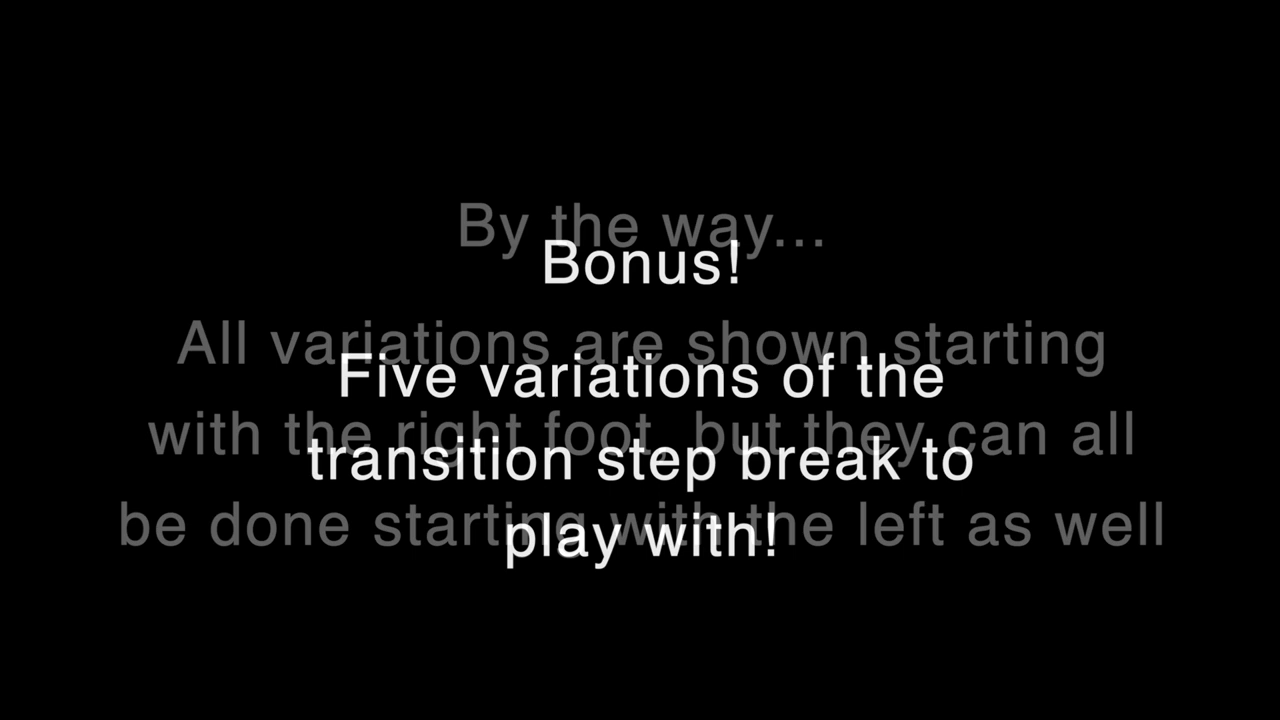 By the way...
Bonus!
All variations are shown starting
Five variations of the
with the right foot, but they can all
transition step break to
be done starting with the left as well
play with!